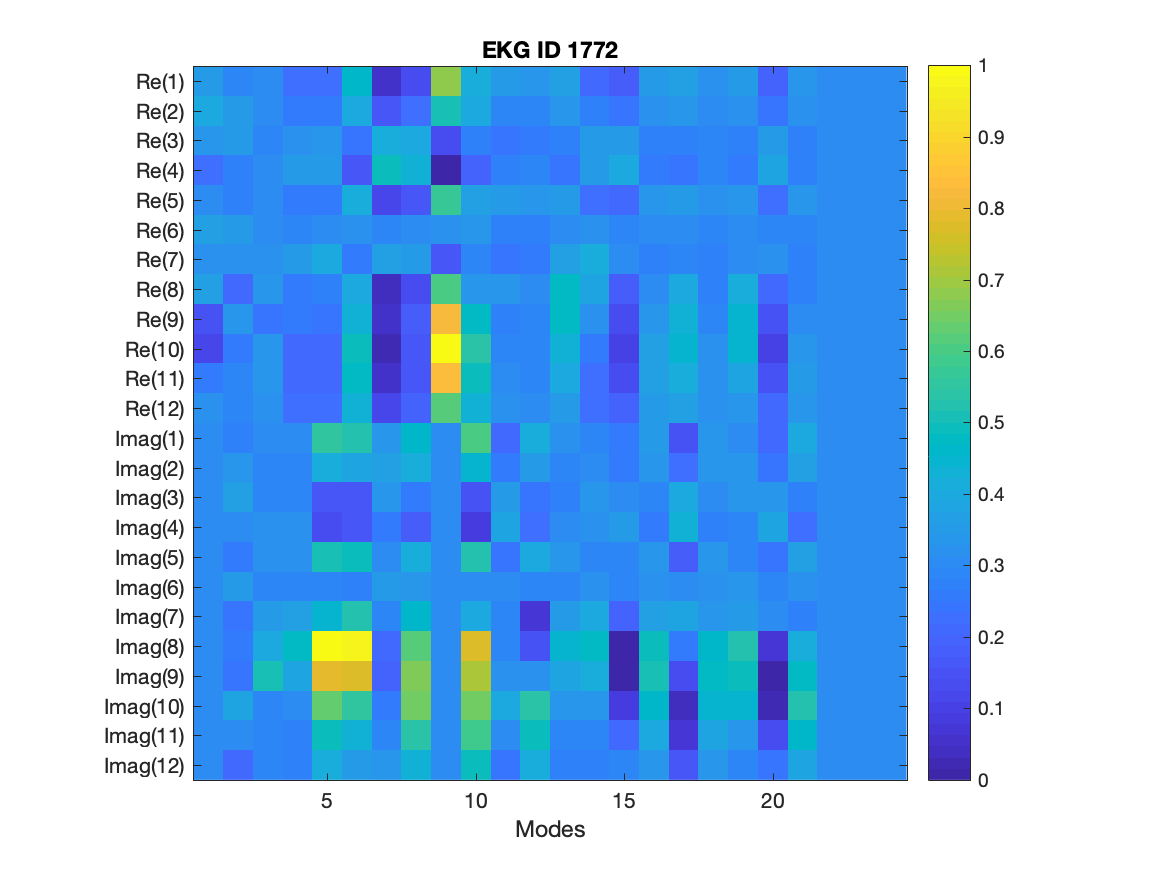 EKG ID 1772
Re(1)
Re(2)
Re(3)
Re(4)
Re(5)
Re(6)
Re(7)
Re(8)
Re(9)
Re(10)
Re(11)
Re(12)
Imag(1)
Imag(2)
Imag(3)
Imag(4)
Imag(5)
Imag(6)
Imag(7)
Imag(8)
Imag(9)
Imag(10)
Imag(11)
Imag(12)
5 10 15 20
Modes
1
0.9
0.8
0.7
0.6
0.5
0.4
0.3
0.2
0.1
0